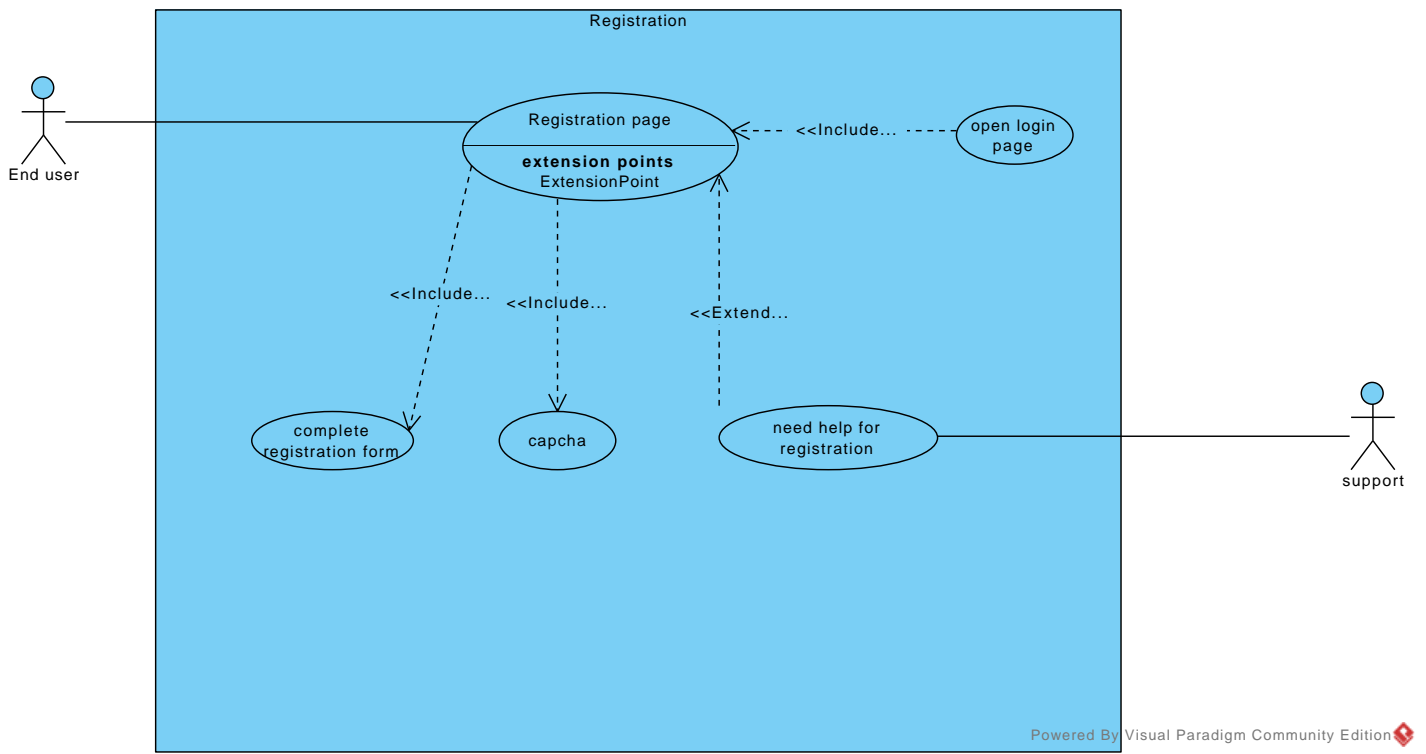 Registration
End user
Registration page
extension points
ExtensionPoint
<<Include...
open login
page
<<Include...
<<Include...
<<Extend...
complete
registration form
capcha
need help for
registration
support
Powered By Visual Paradigm Community Edition